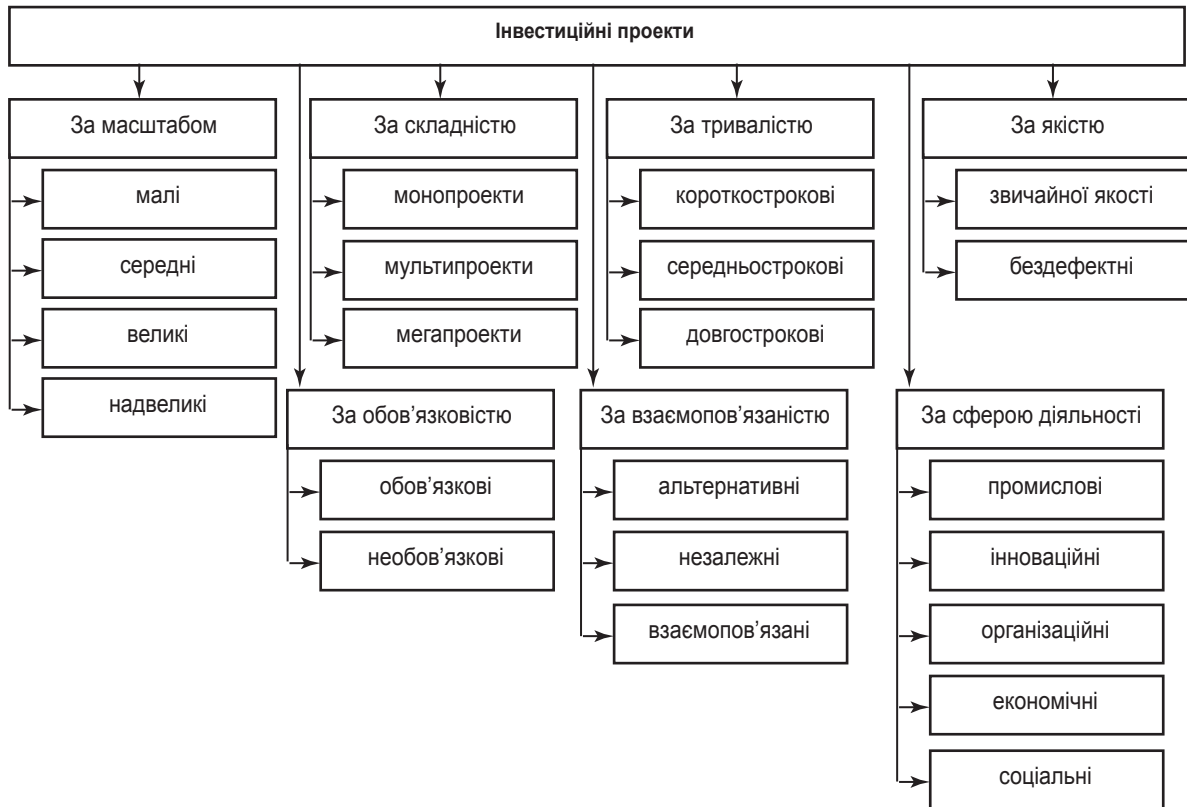 Інвестиційні проекти
За масштабом
малі
середні
великі
надвеликі
За складністю
монопроекти
мультипроекти
мегапроекти
За тривалістю
короткострокові
середньострокові
довгострокові
За якістю
звичайної якості
бездефектні
За обов’язковістю
обов’язкові
необов’язкові
За взаємопов’язаністю
альтернативні
незалежні
взаємопов’язані
За сферою діяльності
промислові
інноваційні
організаційні
економічні
соціальні